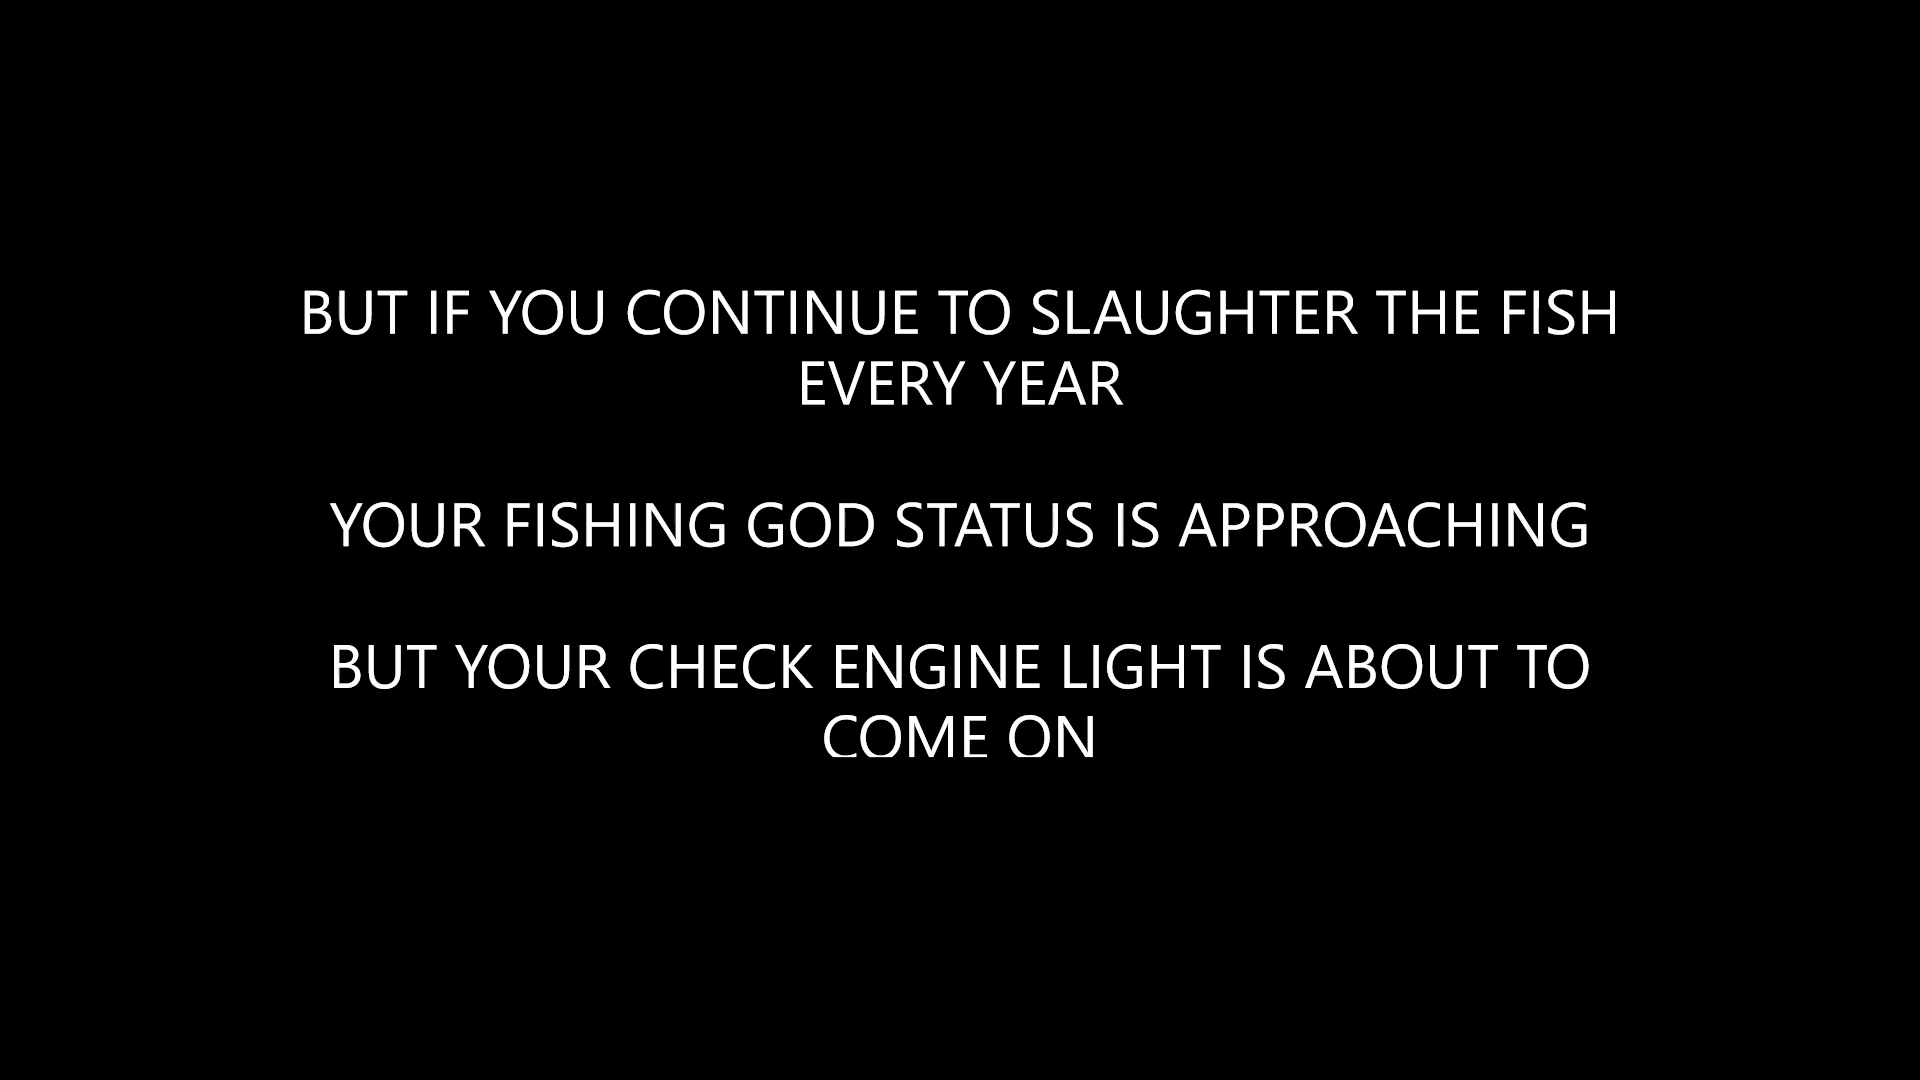 BUT IF YOU CONTINUE TO SLAUGHTER THE FISH
EVERY YEAR
YOUR FISHING GOD STATUS IS APPROACHING
BUT YOUR CHECK ENGINE LIGHT IS ABOUT TO
COME ON